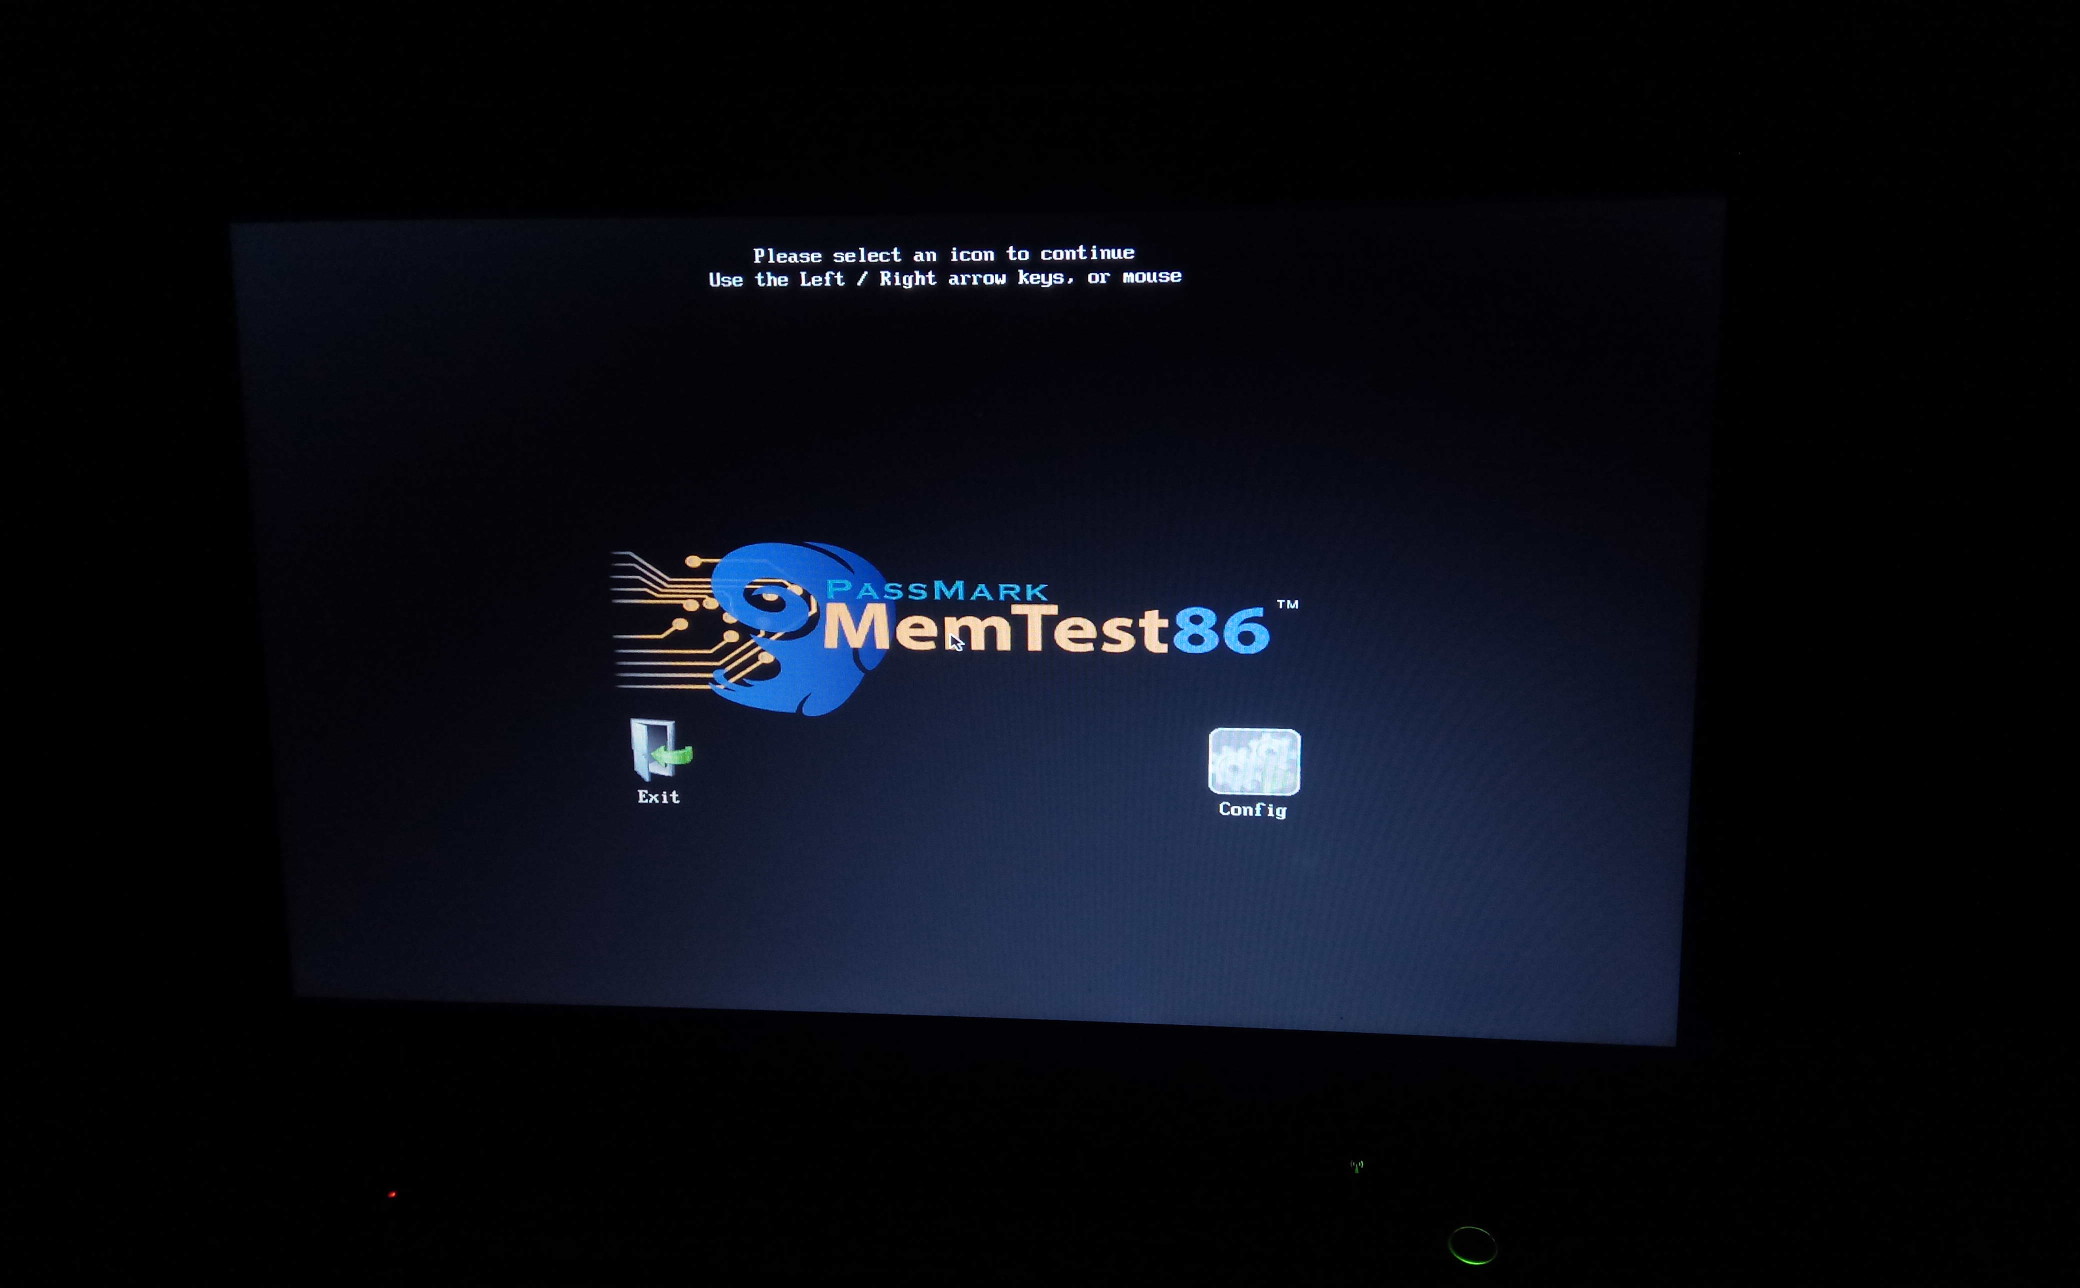 Please select an icon to continue
Use the Left / Right arrow keys, or mouse
PASSMARK
MemTest86™
Exit
Config